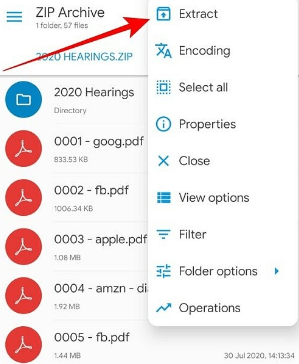 ZIP Archive
1 folder, 57 files
2020 HEARINGS.ZIP
2020 Hearings
Directory
0001 - goog.pdf
833.53 KB
0002 - fb.pdf
1006.34 KB
0003 - apple.pdf
1.08 MB
0004 - amzn - di
1.92 MB
0005 - fb.pdf
1.44 MB
30 Jul 2020, 14:13:34
Extract
Encoding
Select all
Properties
Close
View options
Filter
Folder options
Operations